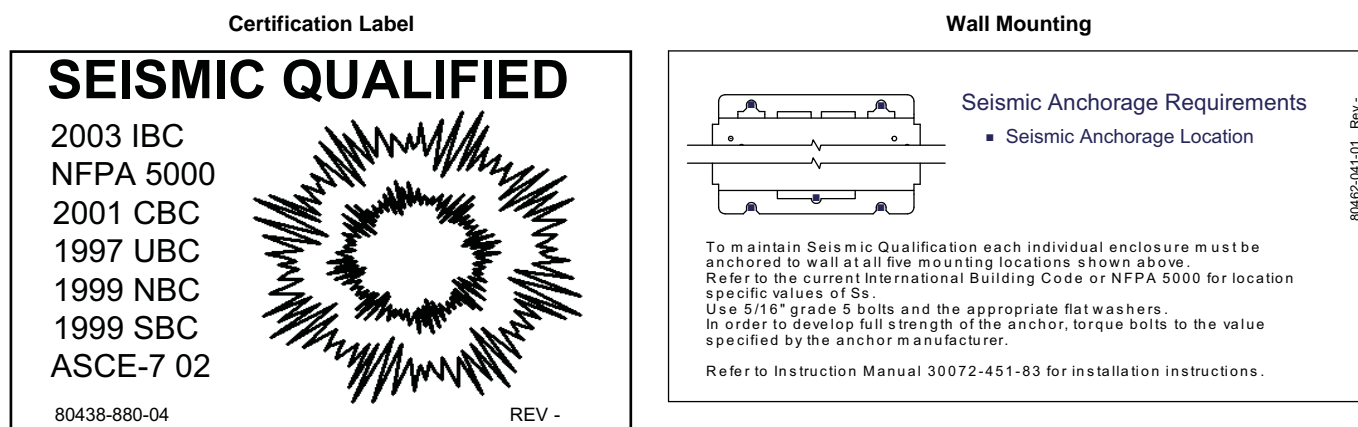 Certification Label
SEISMIC QUALIFIED
2003 IBC
NFPA 5000
2001 CBC
1997 UBC
1999 NBC
1999 SBC
ASCE-7 02
80438-880-04 REV -
Wall Mounting
Seismic Anchorage Requirements
■ Seismic Anchorage Location
80462-041-01 Rev -
To maintain Seismic Qualification each individual enclosure must be
anchored to wall at all five mounting locations shown above.
Refer to the current International Building Code or NFPA 5000 for location
specific values of Ss.
Use 5/16" grade 5 bolts and the appropriate flat washers.
In order to develop full strength of the anchor, torque bolts to the value
specified by the anchor manufacturer.
Refer to Instruction Manual 30072-451-83 for installation instructions.